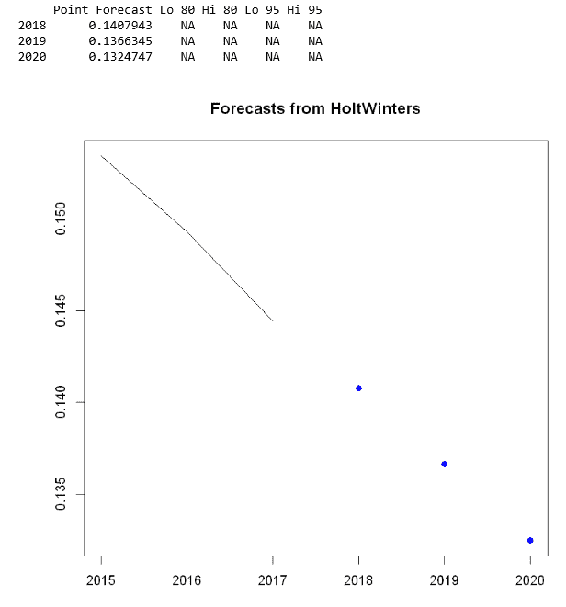 Point Forecast Lo 80 Hi 80 Lo 95 Hi 95
2018 0.1407943 NA NA NA NA
2019 0.1366345 NA NA NA NA
2020 0.1324747 NA NA NA NA
Forecasts from HoltWinters
0.150
0.145
0.140
0.135
2015 2016 2017 2018 2019 2020